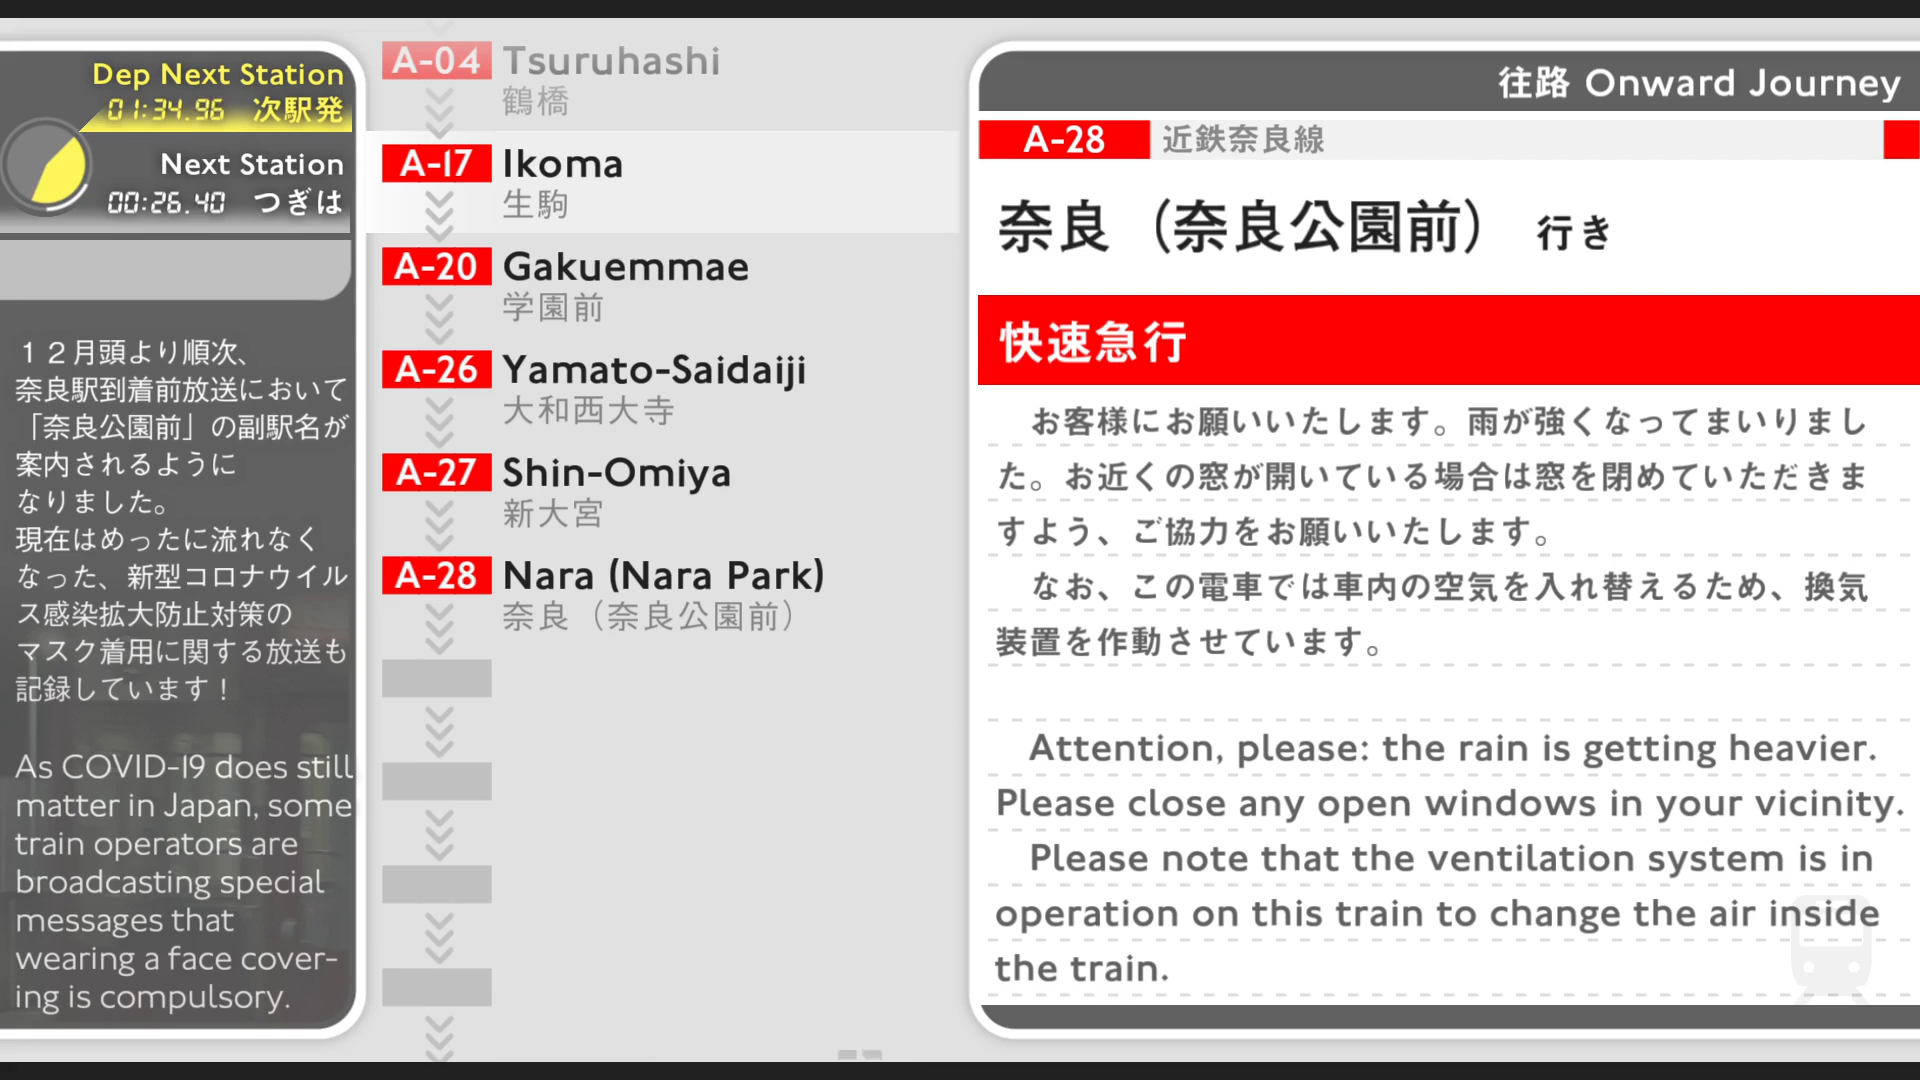 Dep Next Station
01:34.96 次駅発
Next Station
00:26.40 つぎは
１２月頭より順次、
奈良駅到着前放送において
「奈良公園前」の副駅名が
案内されるように
なりました。
現在はめったに流れなく
なった、新型コロナウイル
ス感染拡大防止対策の
マスク着用に関する放送も
記録しています！
As COVID-19 does still
matter in Japan, some
train operators are
broadcasting special
messages that
wearing a face cover-
ing is compulsory.
A-04 Tsuruhashi
鶴橋
A-17 Ikoma
生駒
A-20 Gakuemmae
学園前
A-26 Yamato-Saidaiji
大和西大寺
A-27 Shin-Omiya
新大宮
A-28 Nara (Nara Park)
奈良（奈良公園前）
往路 Onward Journey
A-28 近鉄奈良線
奈良（奈良公園前） 行き
快速急行
お客様にお願いいたします。雨が強くなってまいりまし
た。お近くの窓が開いている場合は窓を閉めていただきま
すよう、ご協力をお願いいたします。
なお、この電車では車内の空気を入れ替えるため、換気
装置を作動させています。
Attention, please: the rain is getting heavier.
Please close any open windows in your vicinity.
Please note that the ventilation system is in
operation on this train to change the air inside
the train.